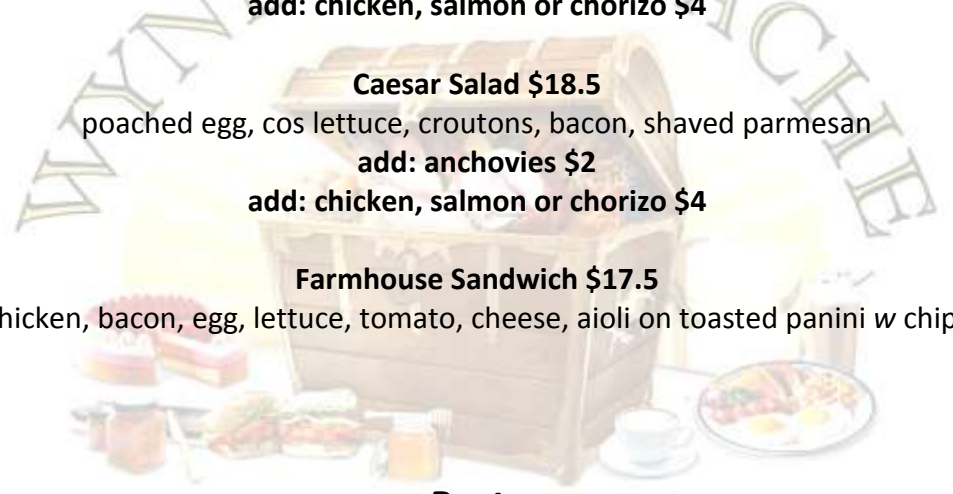 add: chicken, salmon or chorizo $4
Caesar Salad $18.5
poached egg, cos lettuce, croutons, bacon, shaved parmesan
add: anchovies $2
add: chicken, salmon or chorizo $4
Farmhouse Sandwich $17.5
hicken, bacon, egg, lettuce, tomato, cheese, aioli on toasted panini w chip
WYN
ACHE